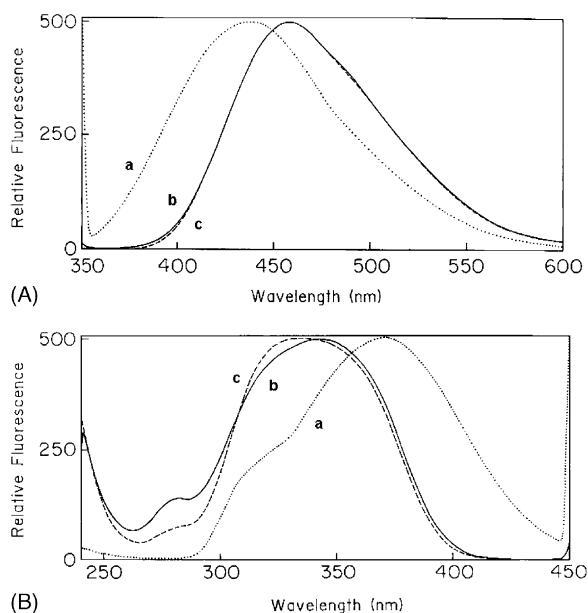 500
Relative Fluorescence
250
0
a
b
c
350 400 450 500 550 600
Wavelength (nm)
(A)
500
Relative Fluorescence
250
0
c
b
a
250 300 350 400 450
Wavelength (nm)
(B)